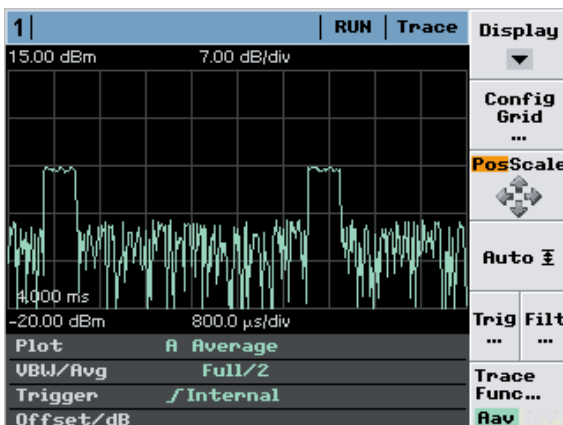 1 RUN Trace
15.00 dBm 7.00 dB/div
4.000 ms
-20.00 dBm 800.0 µs/div
Plot A Average
VBW/Avg Full/2
Trigger Internal
Offset/dB
Display
Config
Grid
...
PosScale
Auto
Trig Filt
... ...
Trace
Func...
Aav